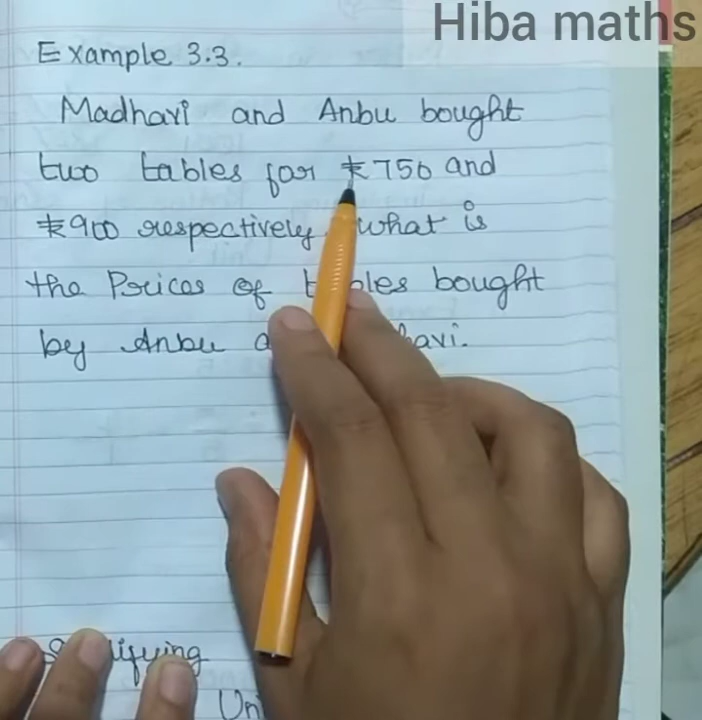 Hiba maths
Example 3.3.
Madhavi and Anbu bought
two tables for ₹750 and
₹900 respectively what is
the Prices of bought
by Anbu